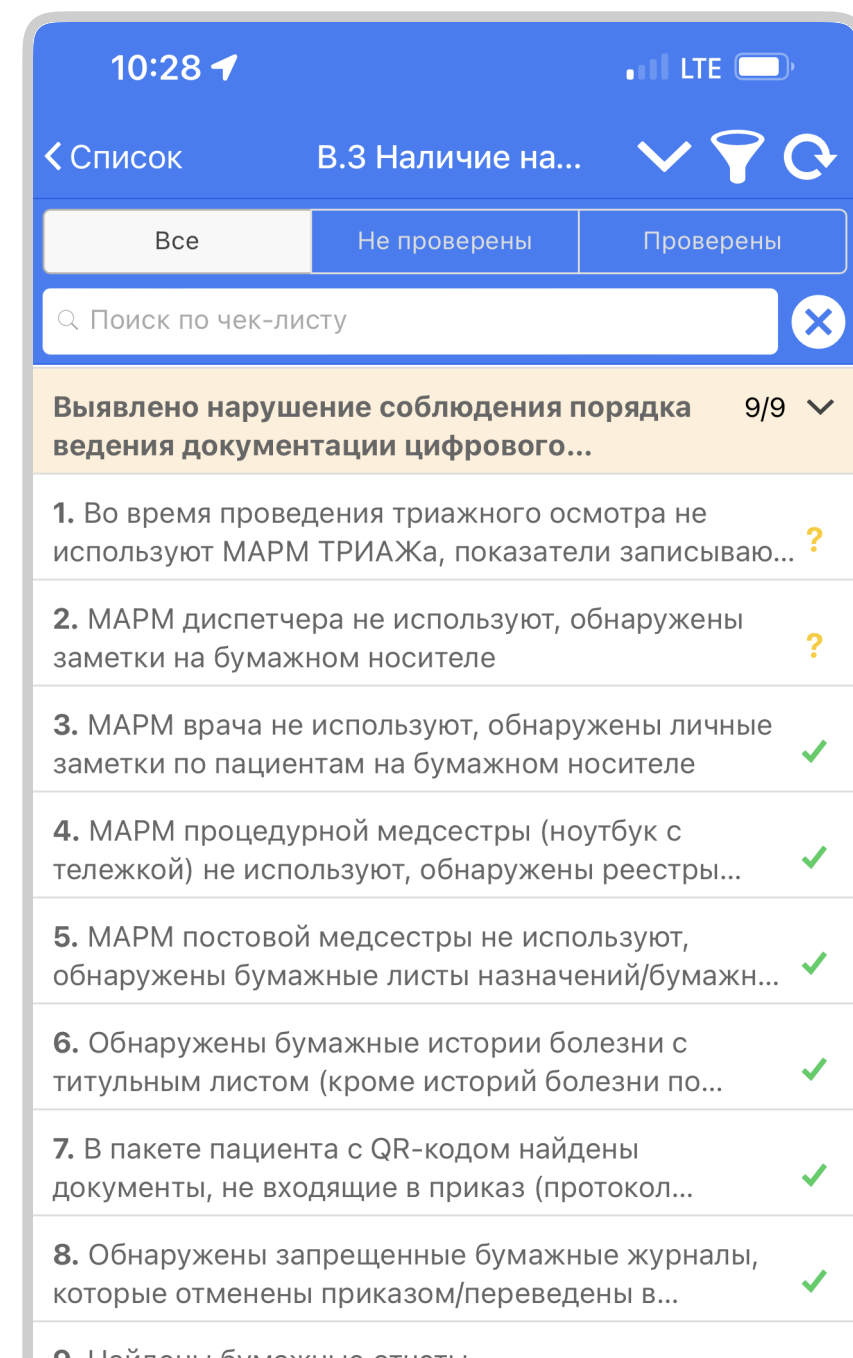 10:28
LTE
Список
В.3 Наличие на...
Все
Не проверены
Проверены
Поиск по чек-листу
Выявлено нарушение соблюдения порядка
9/9
ведения документации цифрового...
1. Во время проведения триажного осмотра не
используют МАРМ ТРИАЖа, показатели записываю...
?
2. МАРМ диспетчера не используют, обнаружены
заметки на бумажном носителе
?
3. МАРМ врача не используют, обнаружены личные
заметки по пациентам на бумажном носителе
4. МАРМ процедурной медсестры (ноутбук с
тележкой) не используют, обнаружены реестры...
5. МАРМ постовой медсестры не используют,
обнаружены бумажные листы назначений/бумажн...
6. Обнаружены бумажные истории болезни с
титульным листом (кроме историй болезни по...
7. В пакете пациента с QR-кодом найдены
документы, не входящие в приказ (протокол...
8. Обнаружены запрещенные бумажные журналы,
которые отменены приказом/переведены в...
9. Найдены бумажные отчеты